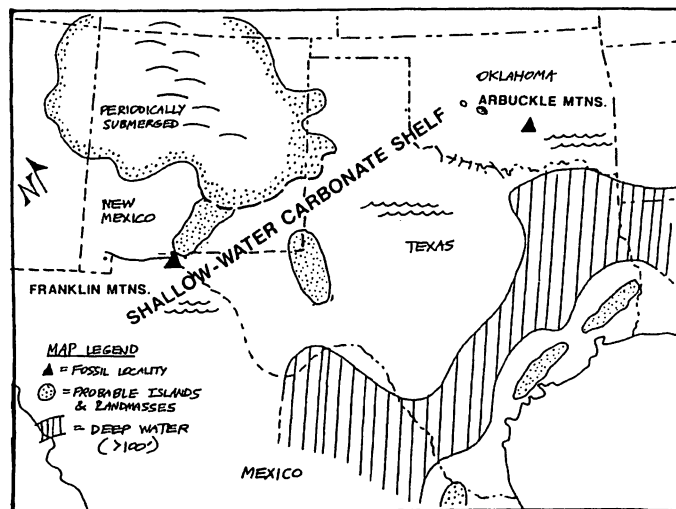 OKLAHOMA
ARBUCKLE MTNS.
PERIODICALLY
SUBMERGED
SHALLOW-WATER CARBONATE SHELF
N
NEW
MEXICO
TEXAS
FRANKLIN MTNS.
MAP LEGEND
▲ = FOSSIL LOCALITY
= PROBABLE ISLANDS
& LANDMASSES
= DEEP WATER
(>100')
MEXICO